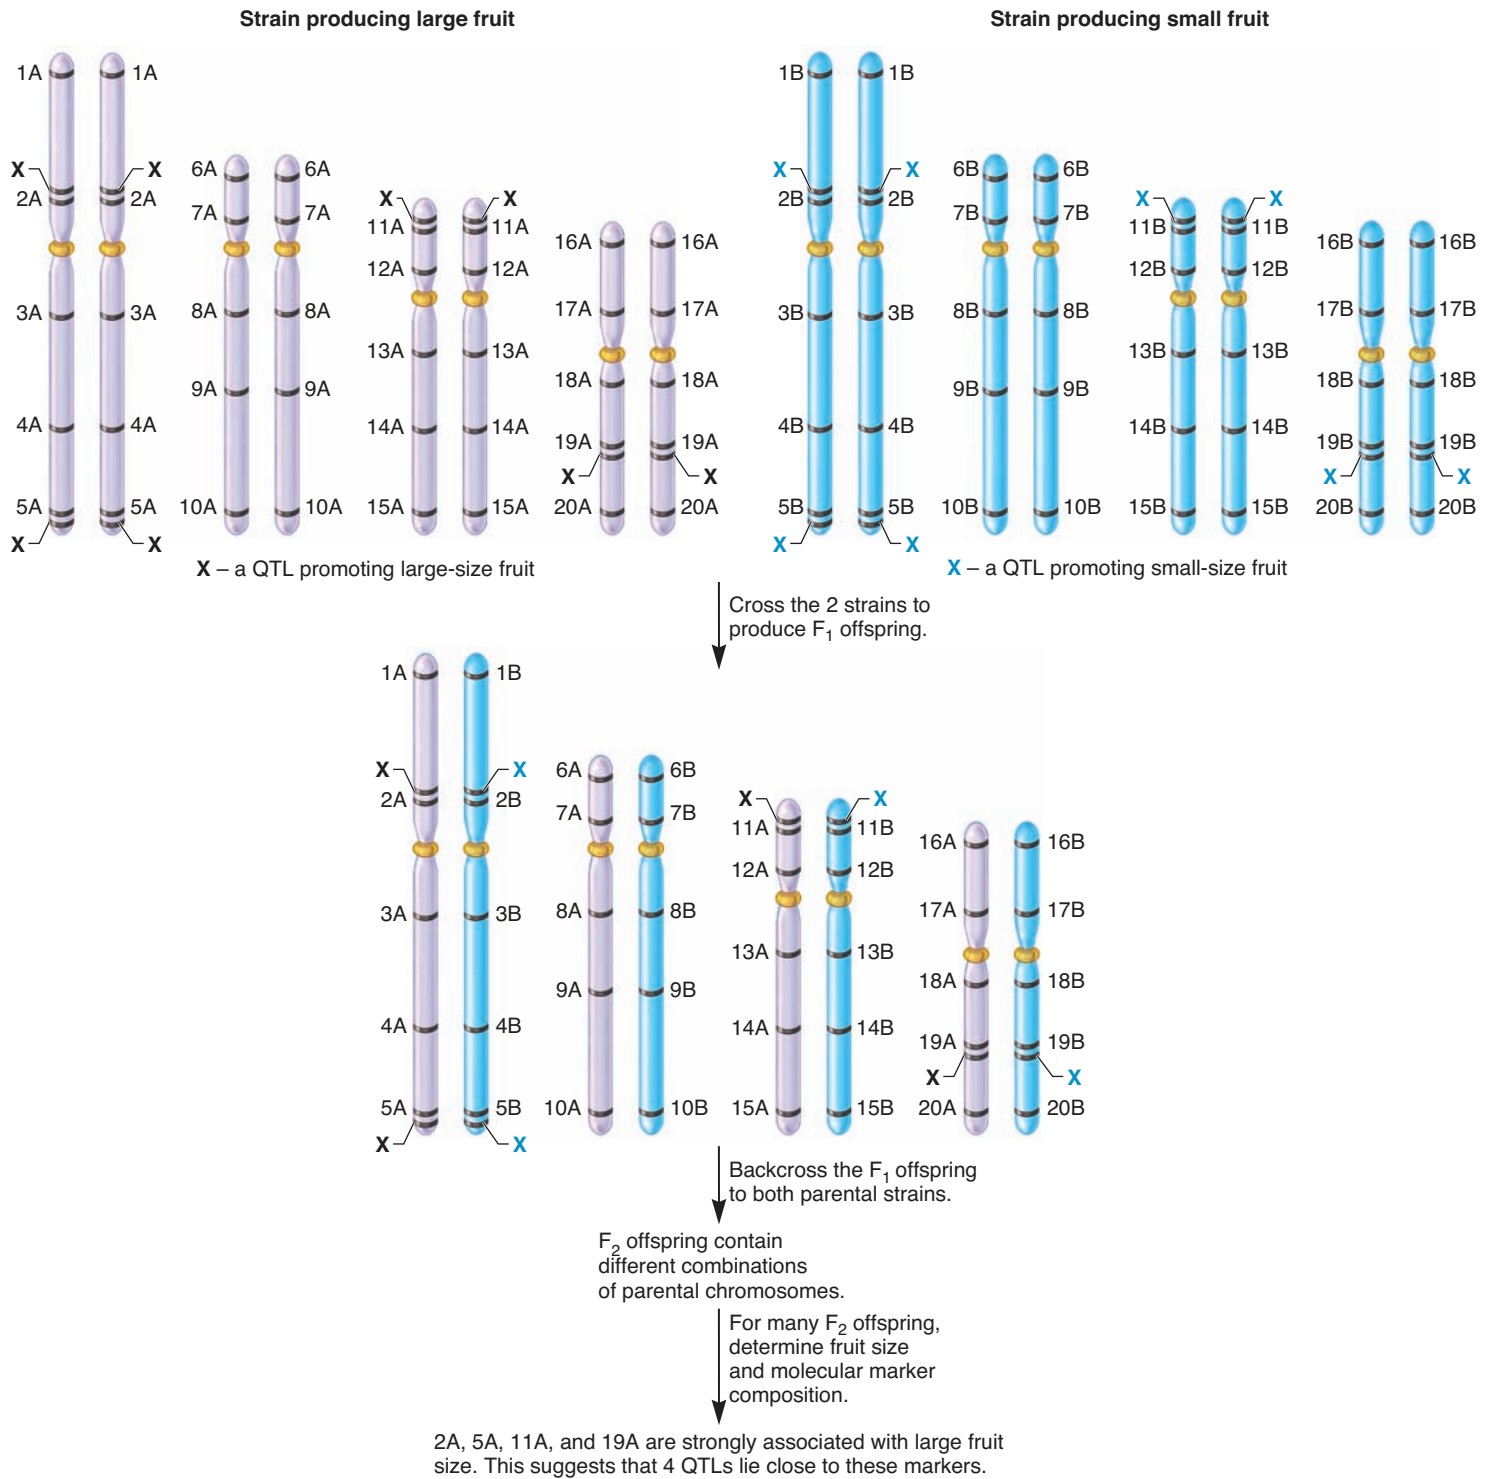 Strain producing large fruit
Strain producing small fruit
1A 1A
X X
2A 2A
3A 3A
4A 4A
5A 5A
X X
6A 6A
7A 7A
8A 8A
9A 9A
10A 10A
X X
11A 11A
12A 12A
13A 13A
14A 14A
15A 15A
16A 16A
17A 17A
18A 18A
19A 19A
X X
20A 20A
X – a QTL promoting large-size fruit
1B 1B
X X
2B 2B
3B 3B
4B 4B
5B 5B
X X
6B 6B
7B 7B
8B 8B
9B 9B
10B 10B
X X
11B 11B
12B 12B
13B 13B
14B 14B
15B 15B
16B 16B
17B 17B
18B 18B
19B 19B
X X
20B 20B
X – a QTL promoting small-size fruit
Cross the 2 strains to
produce F1 offspring.
1A 1B
X X
2A 2B
3A 3B
4A 4B
5A 5B
X X
6A 6B
7A 7B
8A 8B
9A 9B
10A 10B
X X
11A 11B
12A 12B
13A 13B
14A 14B
15A 15B
16A 16B
17A 17B
18A 18B
19A 19B
X X
20A 20B
Backcross the F1 offspring
to both parental strains.
F2 offspring contain
different combinations
of parental chromosomes.
For many F2 offspring,
determine fruit size
and molecular marker
composition.
2A, 5A, 11A, and 19A are strongly associated with large fruit
size. This suggests that 4 QTLs lie close to these markers.